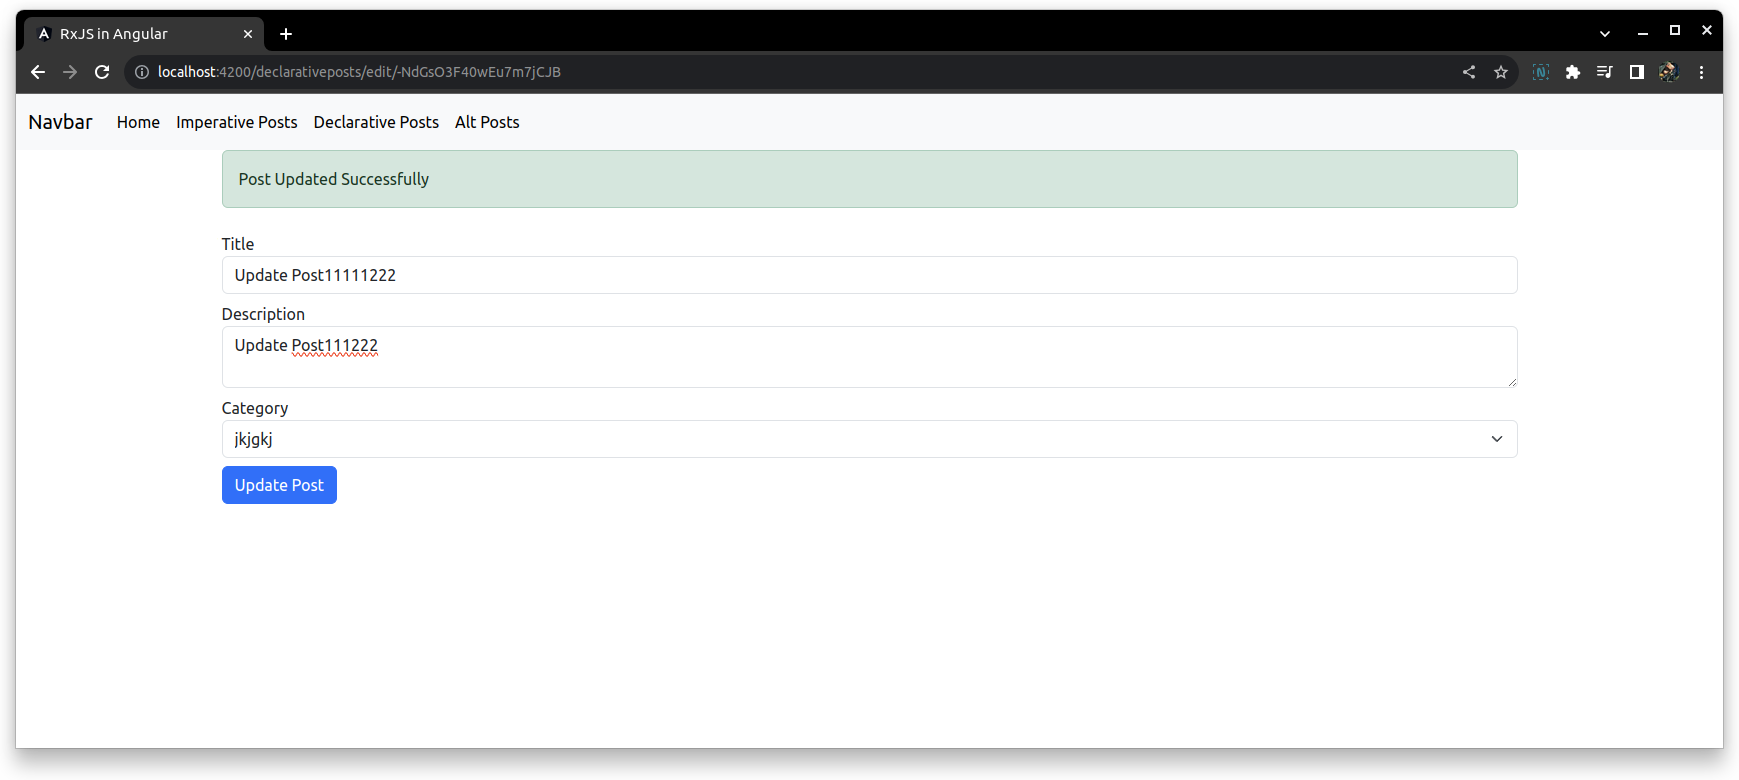 RxJS in Angular
localhost:4200/declarativeposts/edit/-NdGsO3F40wEu7m7jCJB
Navbar Home Imperative Posts Declarative Posts Alt Posts
Post Updated Successfully
Title
Update Post11111222
Description
Update Post111222
Category
jkjgkj
Update Post